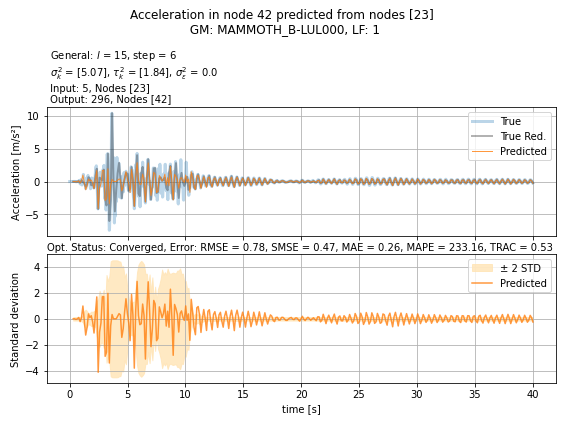 Acceleration in node 42 predicted from nodes [23]
GM: MAMMOTH_B-LUL000, LF: 1
General: l = 15, step = 6
σ²ₖ = [5.07], τ²ₖ = [1.84], σ²ε = 0.0
Input: 5, Nodes [23]
Output: 296, Nodes [42]
10
5
0
−5
Acceleration [m/s²]
True
True Red.
Predicted
Opt. Status: Converged, Error: RMSE = 0.78, SMSE = 0.47, MAE = 0.26, MAPE = 233.16, TRAC = 0.53
4
2
0
−2
−4
Standard deviation
± 2 STD
Predicted
0 5 10 15 20 25 30 35 40
time [s]